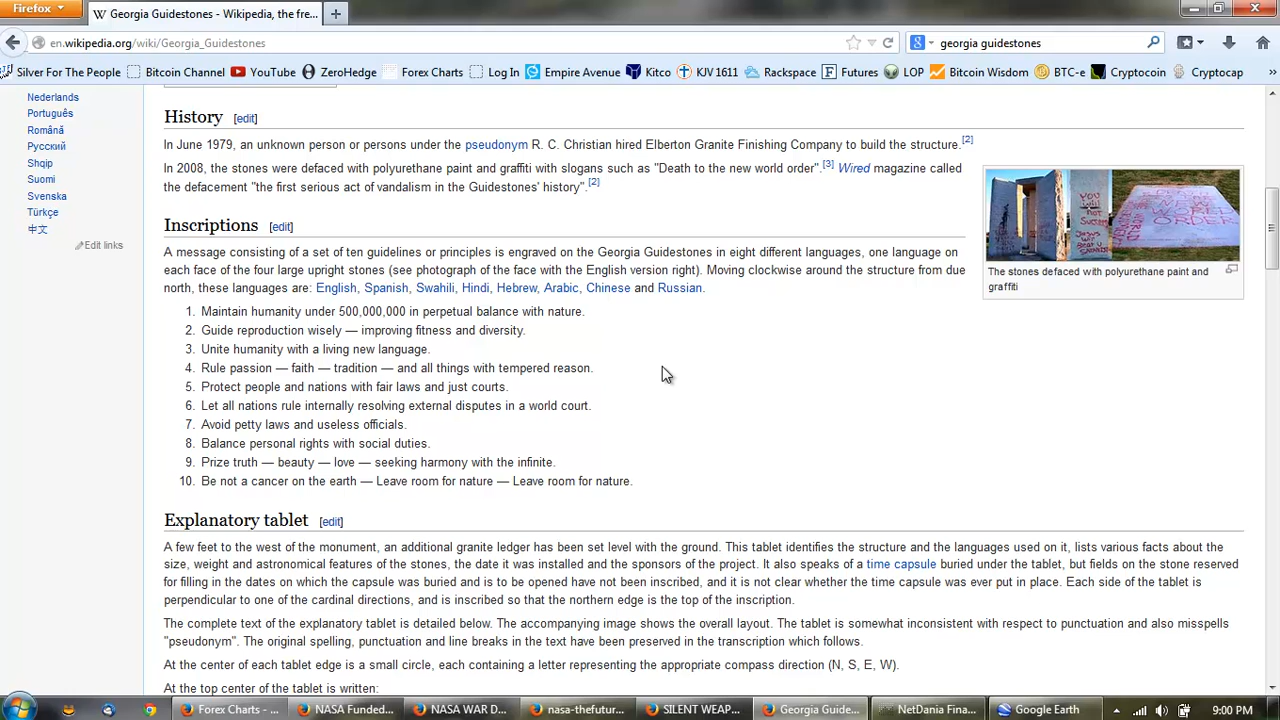 Firefox
Georgia Guidestones - Wikipedia, the fre...
en.wikipedia.org/wiki/Georgia_Guidestones
georgia guidestones
Silver For The People Bitcoin Channel YouTube ZeroHedge Forex Charts Log In Empire Avenue Kitco KJV 1611 Rackspace Futures LOP Bitcoin Wisdom BTC-e Cryptocoin Cryptocap
Nederlands
Português
Română
Русский
Shqip
Suomi
Svenska
Türkçe
中文
Edit links
History [edit]
In June 1979, an unknown person or persons under the pseudonym R. C. Christian hired Elberton Granite Finishing Company to build the structure.[2]
In 2008, the stones were defaced with polyurethane paint and graffiti with slogans such as "Death to the new world order".[3] Wired magazine called
the defacement "the first serious act of vandalism in the Guidestones' history".[2]
YOU
will
NOT
SUCCEED
The stones defaced with polyurethane paint and
graffiti
Inscriptions [edit]
A message consisting of a set of ten guidelines or principles is engraved on the Georgia Guidestones in eight different languages, one language on
each face of the four large upright stones (see photograph of the face with the English version right). Moving clockwise around the structure from due
north, these languages are: English, Spanish, Swahili, Hindi, Hebrew, Arabic, Chinese and Russian.
1. Maintain humanity under 500,000,000 in perpetual balance with nature.
2. Guide reproduction wisely — improving fitness and diversity.
3. Unite humanity with a living new language.
4. Rule passion — faith — tradition — and all things with tempered reason.
5. Protect people and nations with fair laws and just courts.
6. Let all nations rule internally resolving external disputes in a world court.
7. Avoid petty laws and useless officials.
8. Balance personal rights with social duties.
9. Prize truth — beauty — love — seeking harmony with the infinite.
10. Be not a cancer on the earth — Leave room for nature — Leave room for nature.
Explanatory tablet [edit]
A few feet to the west of the monument, an additional granite ledger has been set level with the ground. This tablet identifies the structure and the languages used on it, lists various facts about the
size, weight and astronomical features of the stones, the date it was installed and the sponsors of the project. It also speaks of a time capsule buried under the tablet, but fields on the stone reserved
for filling in the dates on which the capsule was buried and is to be opened have not been inscribed, and it is not clear whether the time capsule was ever put in place. Each side of the tablet is
perpendicular to one of the cardinal directions, and is inscribed so that the northern edge is the top of the inscription.
The complete text of the explanatory tablet is detailed below. The accompanying image shows the overall layout. The tablet is somewhat inconsistent with respect to punctuation and also misspells
"pseudonym". The original spelling, punctuation and line breaks in the text have been preserved in the transcription which follows.
At the center of each tablet edge is a small circle, each containing a letter representing the appropriate compass direction (N, S, E, W).
At the top center of the tablet is written:
Forex Charts - ... NASA Funded... NASA WAR D... nasa-thefutur... SILENT WEAP... Georgia Guide... NetDania Fina... Google Earth 9:00 PM